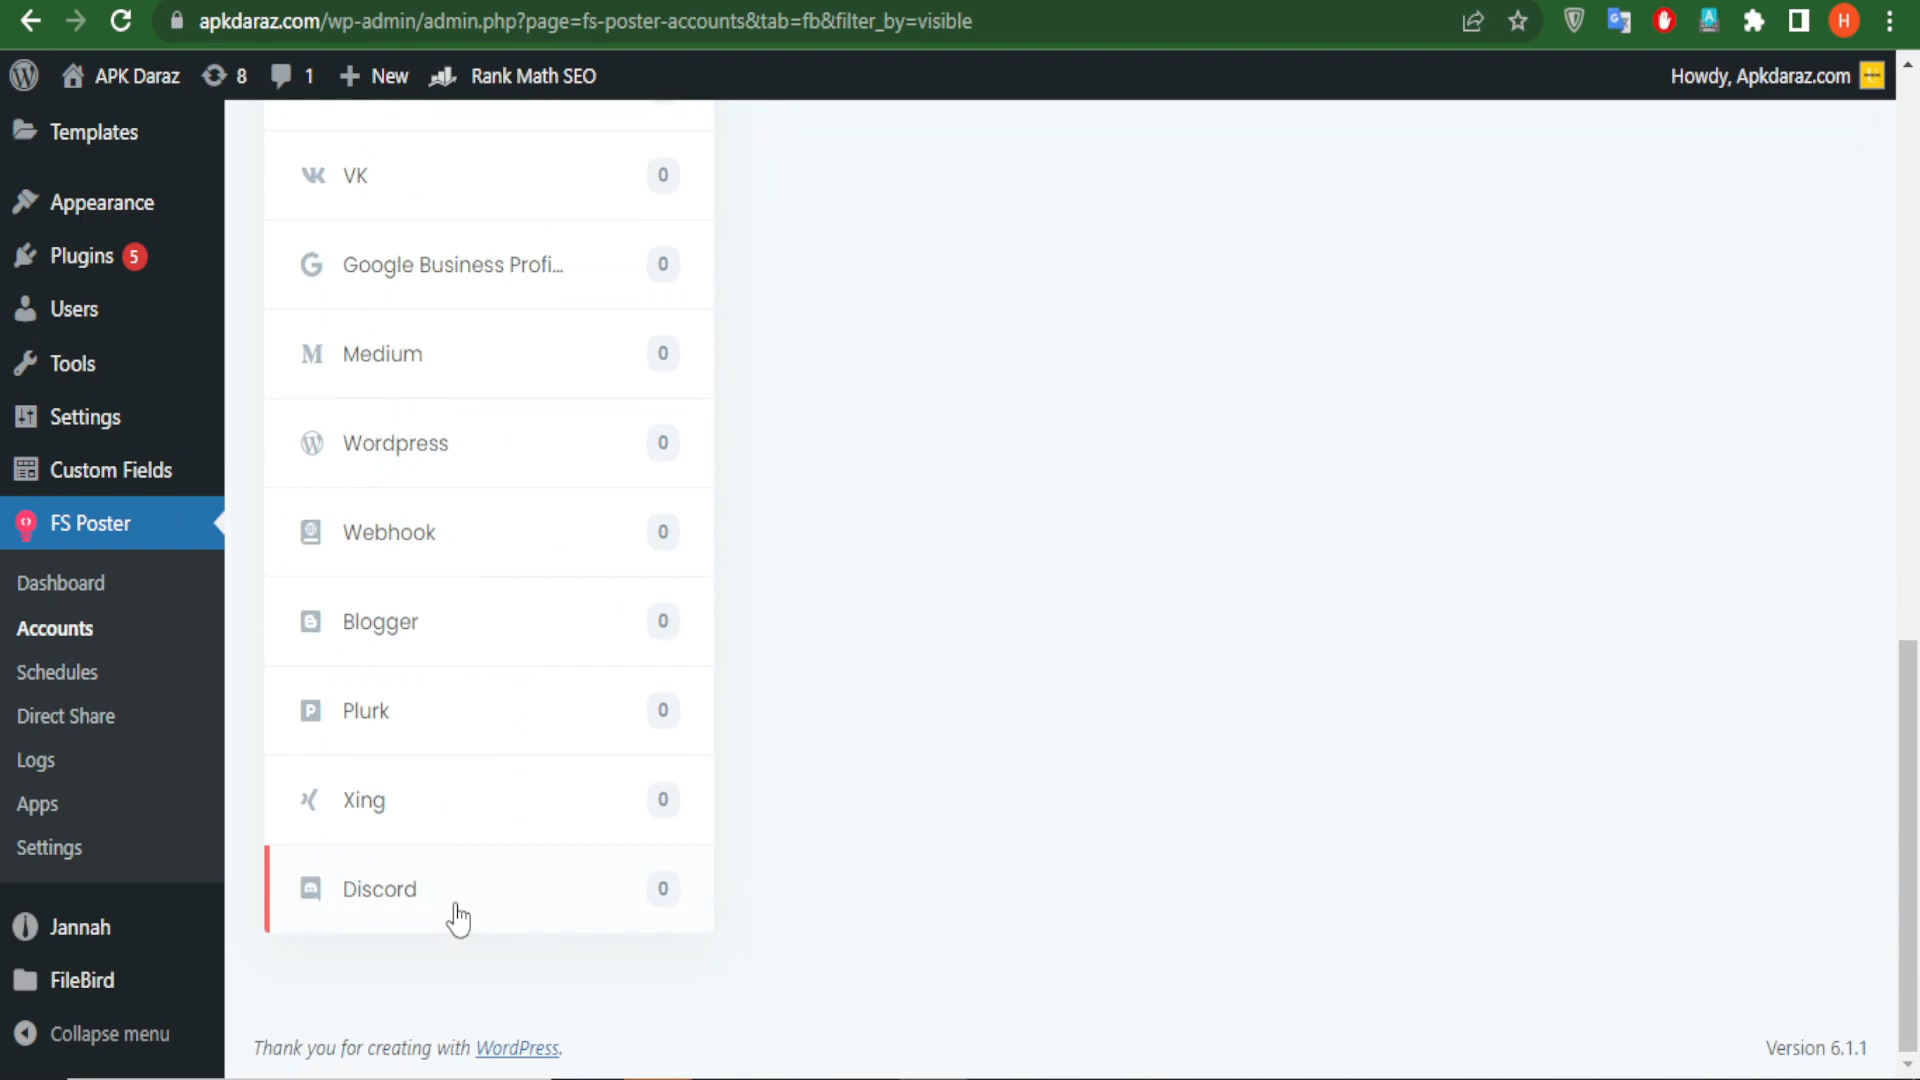 apkdaraz.com/wp-admin/admin.php?page=fs-poster-accounts&tab=fb&filter_by=visible
H
APK Daraz 8 1 New Rank Math SEO
Howdy, Apkdaraz.com
Templates
Appearance
Plugins 5
Users
Tools
Settings
Custom Fields
FS Poster
Dashboard
Accounts
Schedules
Direct Share
Logs
Apps
Settings
Jannah
FileBird
Collapse menu
VK 0
Google Business Profi... 0
Medium 0
Wordpress 0
Webhook 0
Blogger 0
Plurk 0
Xing 0
Discord 0
Thank you for creating with WordPress.
Version 6.1.1